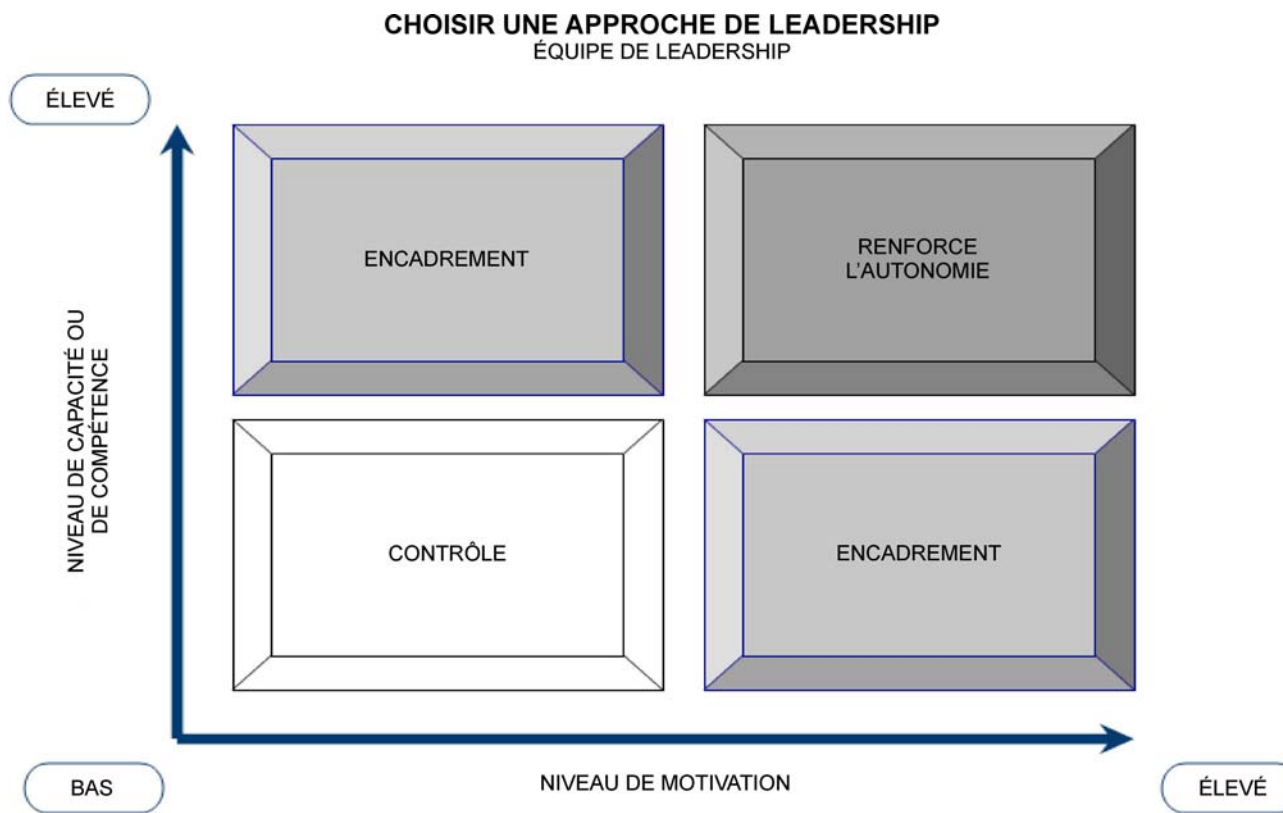 CHOISIR UNE APPROCHE DE LEADERSHIP
ÉQUIPE DE LEADERSHIP
ÉLEVÉ
ENCADREMENT
RENFORCE
L'AUTONOMIE
NIVEAU DE CAPACITÉ OU
DE COMPÉTENCE
CONTRÔLE
ENCADREMENT
BAS
NIVEAU DE MOTIVATION
ÉLEVÉ